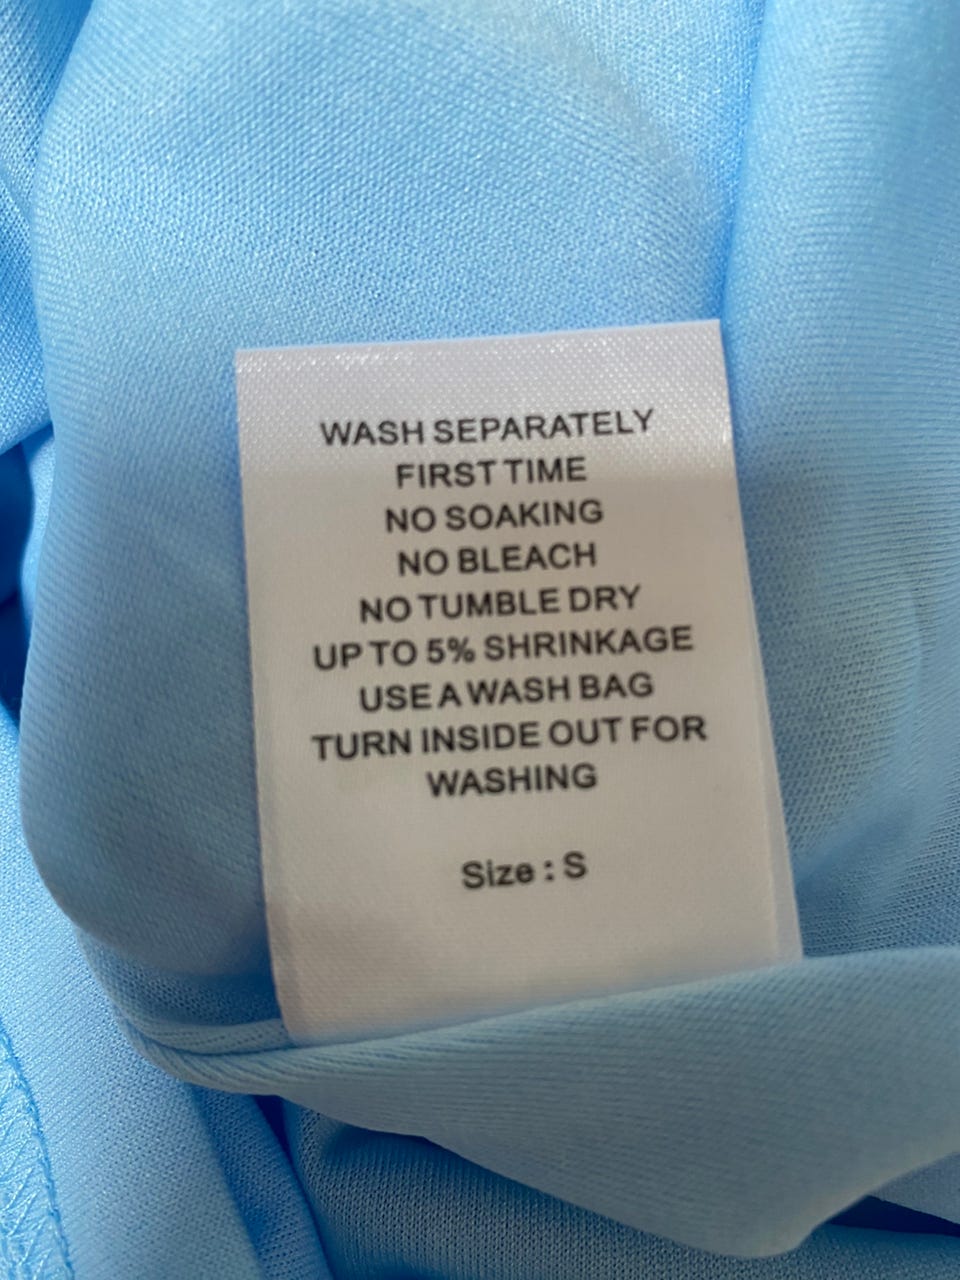 WASH SEPARATELY
FIRST TIME
NO SOAKING
NO BLEACH
NO TUMBLE DRY
UP TO 5% SHRINKAGE
USE A WASH BAG
TURN INSIDE OUT FOR
WASHING
Size : S